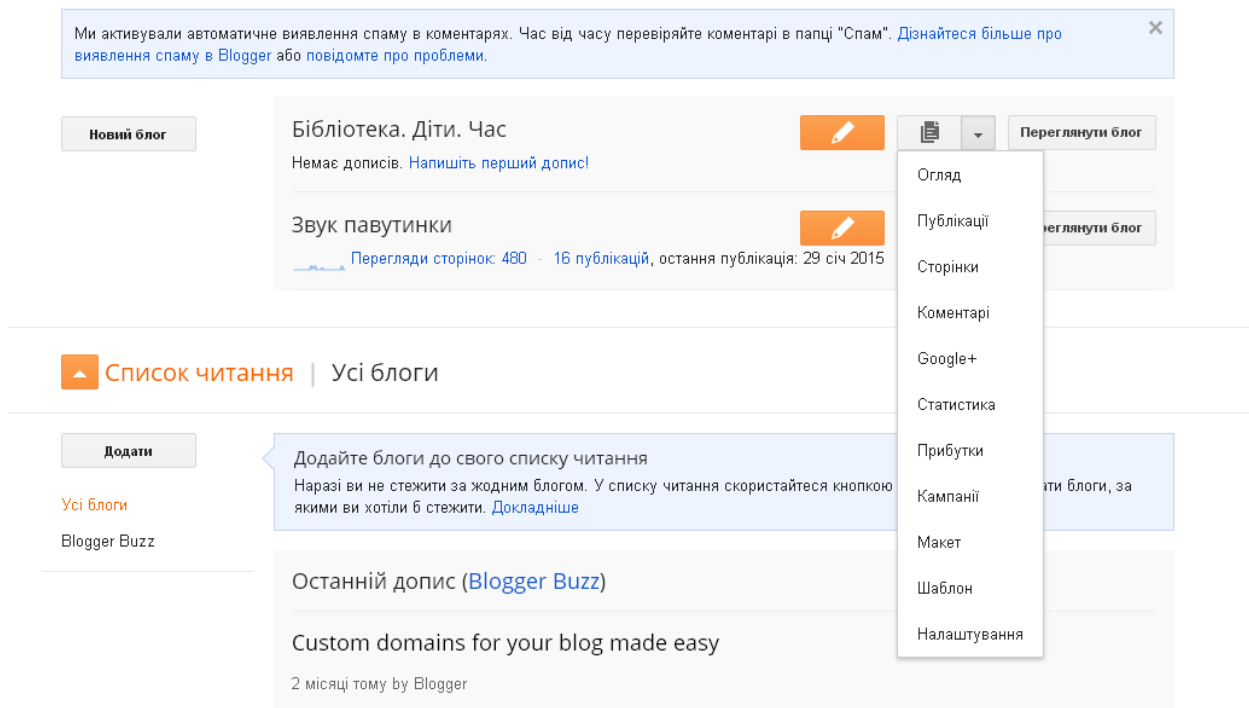 Ми активували автоматичне виявлення спаму в коментарях. Час від часу перевіряйте коментарі в папці "Спам". Дізнайтеся більше про
виявлення спаму в Blogger або повідомте про проблеми.
Новий блог
Бібліотека. Діти. Час
Переглянути блог
Немає дописів. Напишіть перший допис!
Звук павутинки
еглянути блог
Перегляди сторінок: 480 - 16 публікацій, остання публікація: 29 січ 2015
Огляд
Публікації
Сторінки
Коментарі
Google+
Статистика
Прибутки
Кампанії
Макет
Шаблон
Налаштування
Список читання | Усі блоги
Додати
Усі блоги
Blogger Buzz
Додайте блоги до свого списку читання
Наразі ви не стежити за жодним блогом. У списку читання скористайтеся кнопкою ати блоги, за
якими ви хотіли б стежити. Докладніше
Останній допис (Blogger Buzz)
Custom domains for your blog made easy
2 місяці тому by Blogger